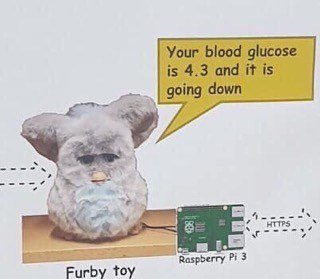 Your blood glucose
is 4.3 and it is
going down
HTTPS
Raspberry Pi 3
Furby toy